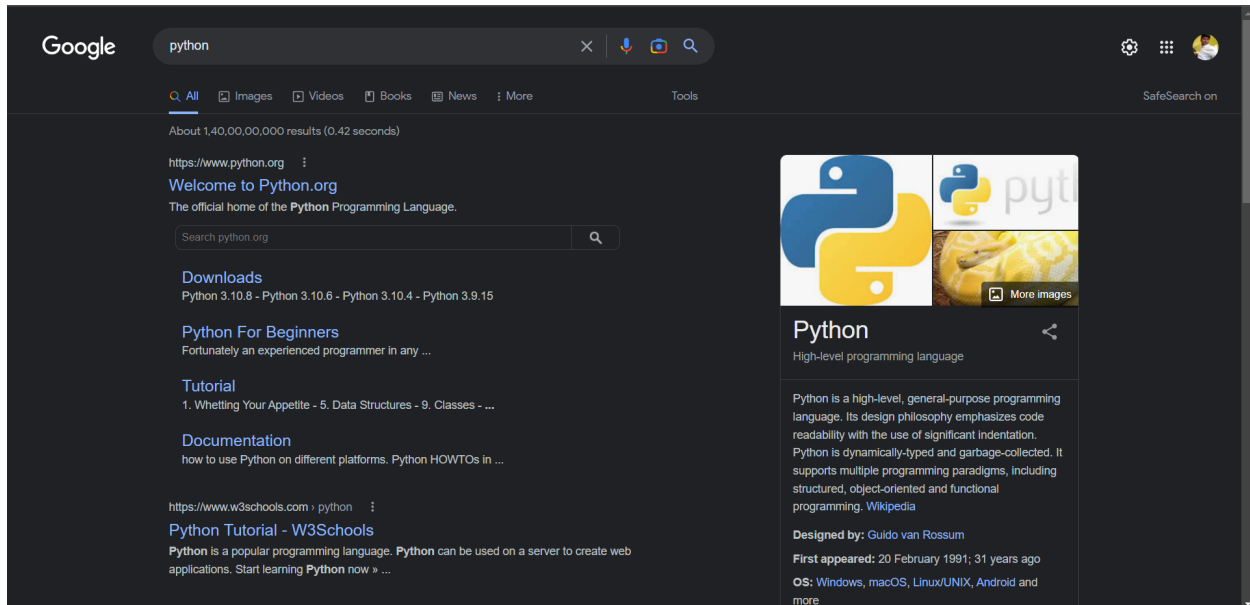 Google
python
All Images Videos Books News More Tools SafeSearch on
About 1,40,00,00,000 results (0.42 seconds)
https://www.python.org
Welcome to Python.org
The official home of the Python Programming Language.
Search python.org
Downloads
Python 3.10.8 - Python 3.10.6 - Python 3.10.4 - Python 3.9.15
Python For Beginners
Fortunately an experienced programmer in any ...
Tutorial
1. Whetting Your Appetite - 5. Data Structures - 9. Classes - ...
Documentation
how to use Python on different platforms. Python HOWTOs in ...
https://www.w3schools.com › python
Python Tutorial - W3Schools
Python is a popular programming language. Python can be used on a server to create web
applications. Start learning Python now » ...
More images
Python
High-level programming language
Python is a high-level, general-purpose programming
language. Its design philosophy emphasizes code
readability with the use of significant indentation.
Python is dynamically-typed and garbage-collected. It
supports multiple programming paradigms, including
structured, object-oriented and functional
programming. Wikipedia
Designed by: Guido van Rossum
First appeared: 20 February 1991; 31 years ago
OS: Windows, macOS, Linux/UNIX, Android and
more